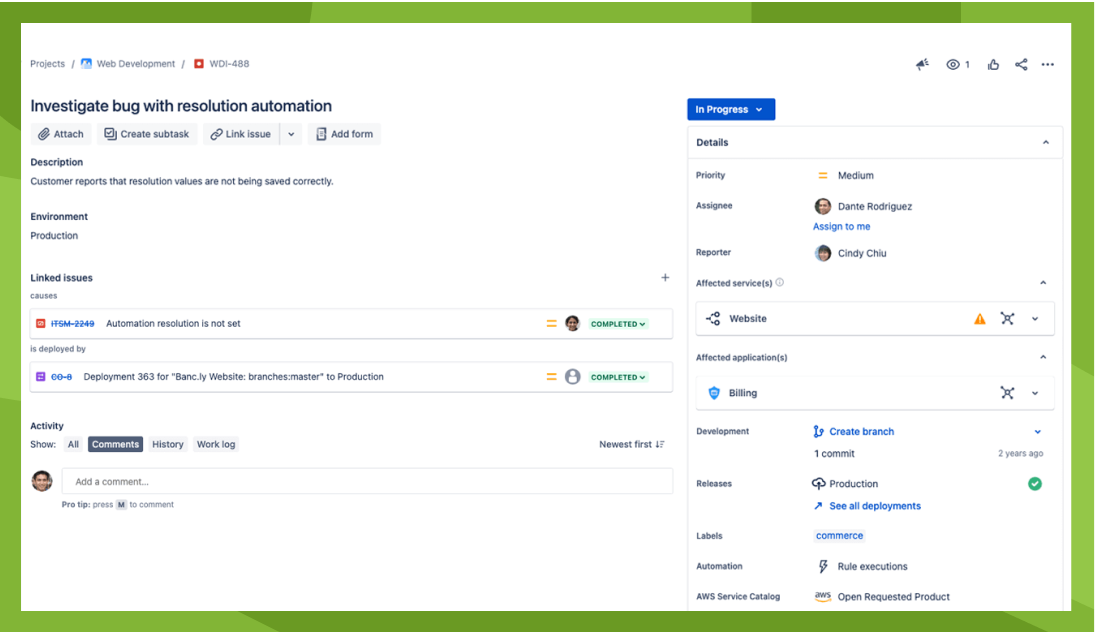 Projects / Web Development / WDI-488
1
Investigate bug with resolution automation
Attach Create subtask Link issue Add form
Description
Customer reports that resolution values are not being saved correctly.
Environment
Production
Linked issues
causes
ITSM-2249 Automation resolution is not set COMPLETED
is deployed by
CO-8 Deployment 363 for "Banc.ly Website: branches:master" to Production COMPLETED
Activity
Show: All Comments History Work log Newest first
Add a comment...
Pro tip: press M to comment
In Progress
Details
Priority Medium
Assignee Dante Rodriguez
Assign to me
Reporter Cindy Chiu
Affected service(s)
Website
Affected application(s)
Billing
Development Create branch
1 commit 2 years ago
Releases Production
See all deployments
Labels commerce
Automation Rule executions
AWS Service Catalog aws Open Requested Product